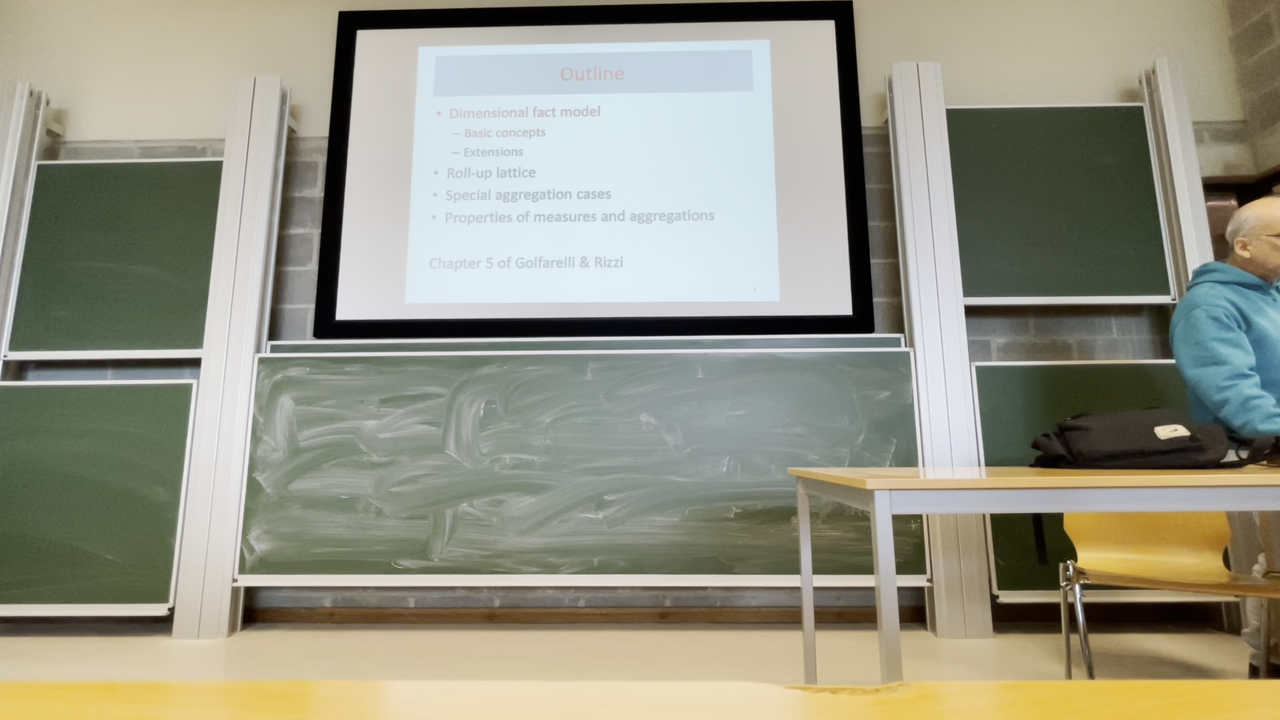 Outline
• Dimensional fact model
– Basic concepts
– Extensions
• Roll-up lattice
• Special aggregation cases
• Properties of measures and aggregations
Chapter 5 of Golfarelli & Rizzi